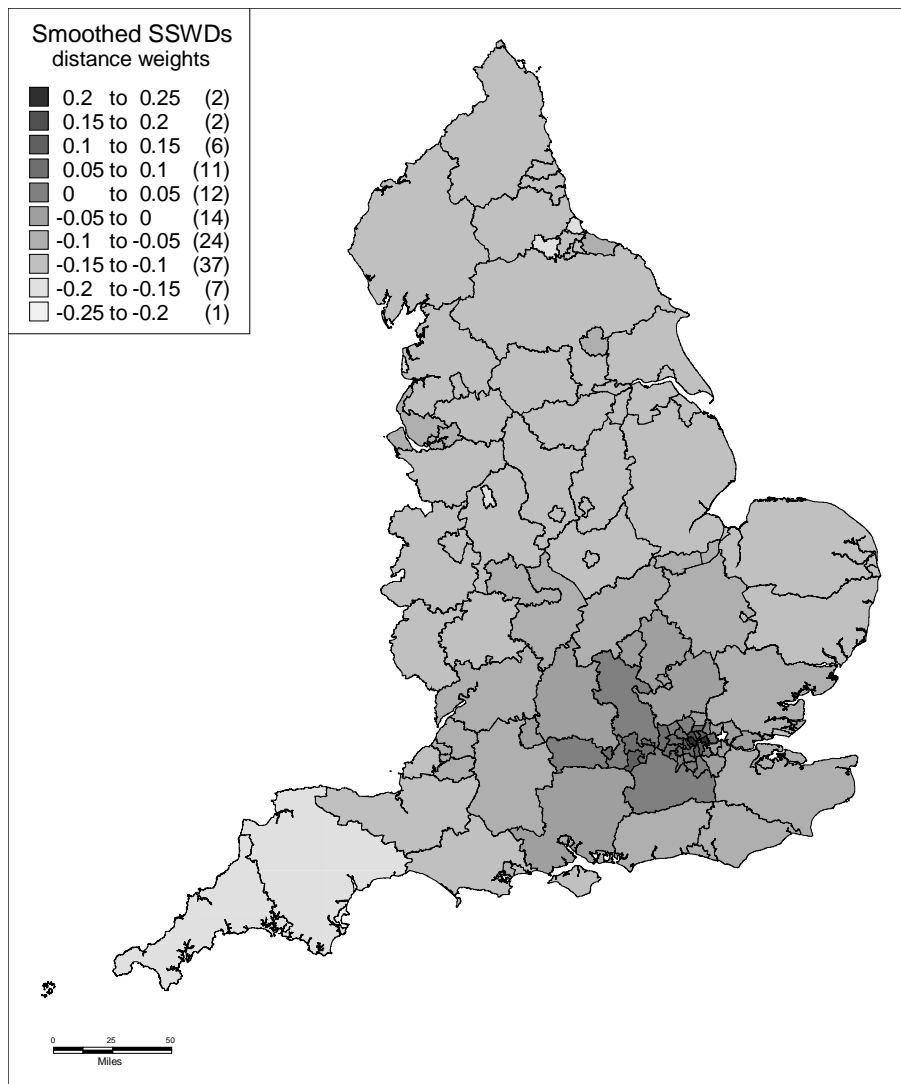 Smoothed SSWDs
distance weights
0.2 to 0.25 (2)
0.15 to 0.2 (2)
0.1 to 0.15 (6)
0.05 to 0.1 (11)
0 to 0.05 (12)
-0.05 to 0 (14)
-0.1 to -0.05 (24)
-0.15 to -0.1 (37)
-0.2 to -0.15 (7)
-0.25 to -0.2 (1)
0 25 50
Miles